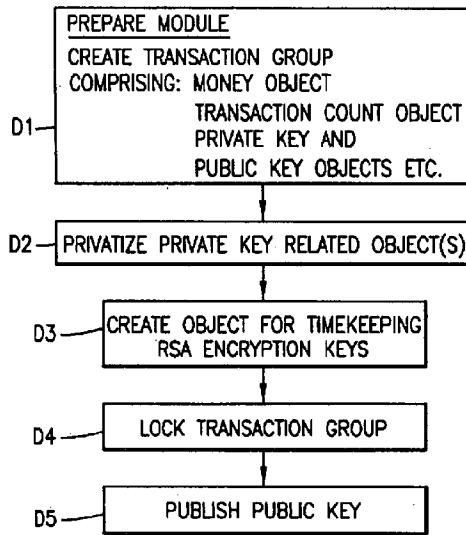 PREPARE MODULE
CREATE TRANSACTION GROUP
COMPRISING: MONEY OBJECT
TRANSACTION COUNT OBJECT
D1
PRIVATE KEY AND
PUBLIC KEY OBJECTS ETC.
D2
PRIVATIZE PRIVATE KEY RELATED OBJECT(S)
D3
CREATE OBJECT FOR TIMEKEEPING
RSA ENCRYPTION KEYS
D4
LOCK TRANSACTION GROUP
D5
PUBLISH PUBLIC KEY